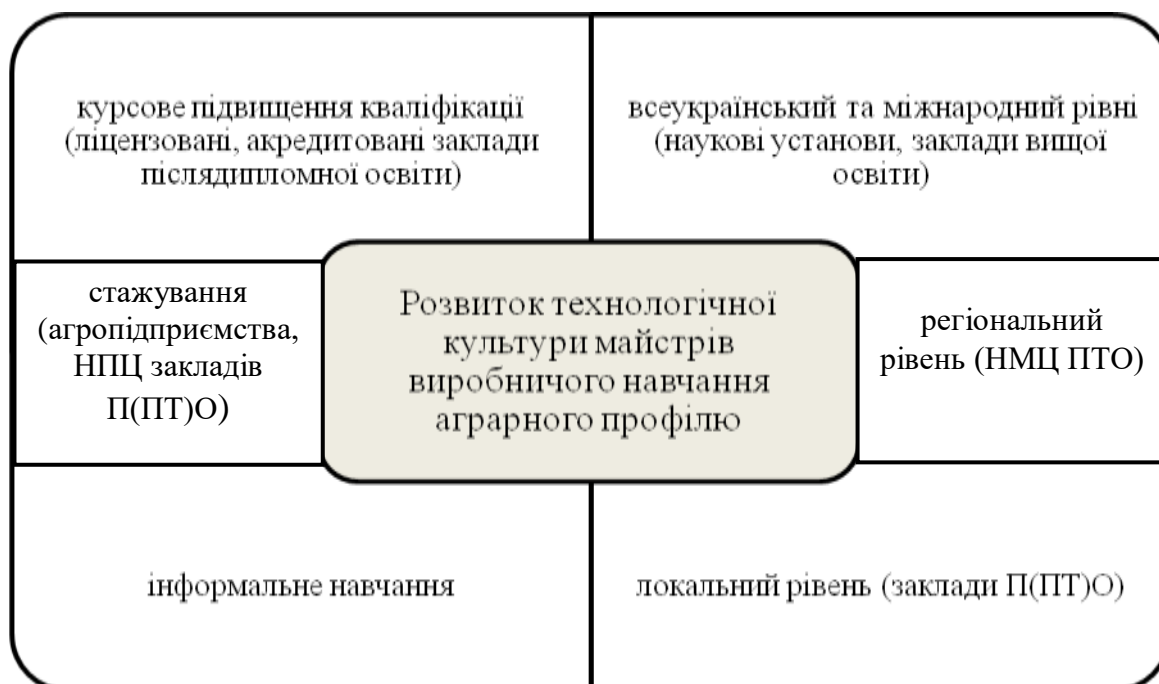 курсове підвищення кваліфікації
(ліцензовані, акредитовані заклади
післядипломної освіти)
всеукраїнський та міжнародний рівні
(наукові установи, заклади вищої
освіти)
стажування
(агропідприємства,
НПЦ закладів
П(ПТ)О)
Розвиток технологічної
культури майстрів
виробничого навчання
аграрного профілю
регіональний
рівень (НМЦ ПТО)
інформальне навчання
локальний рівень (заклади П(ПТ)О)